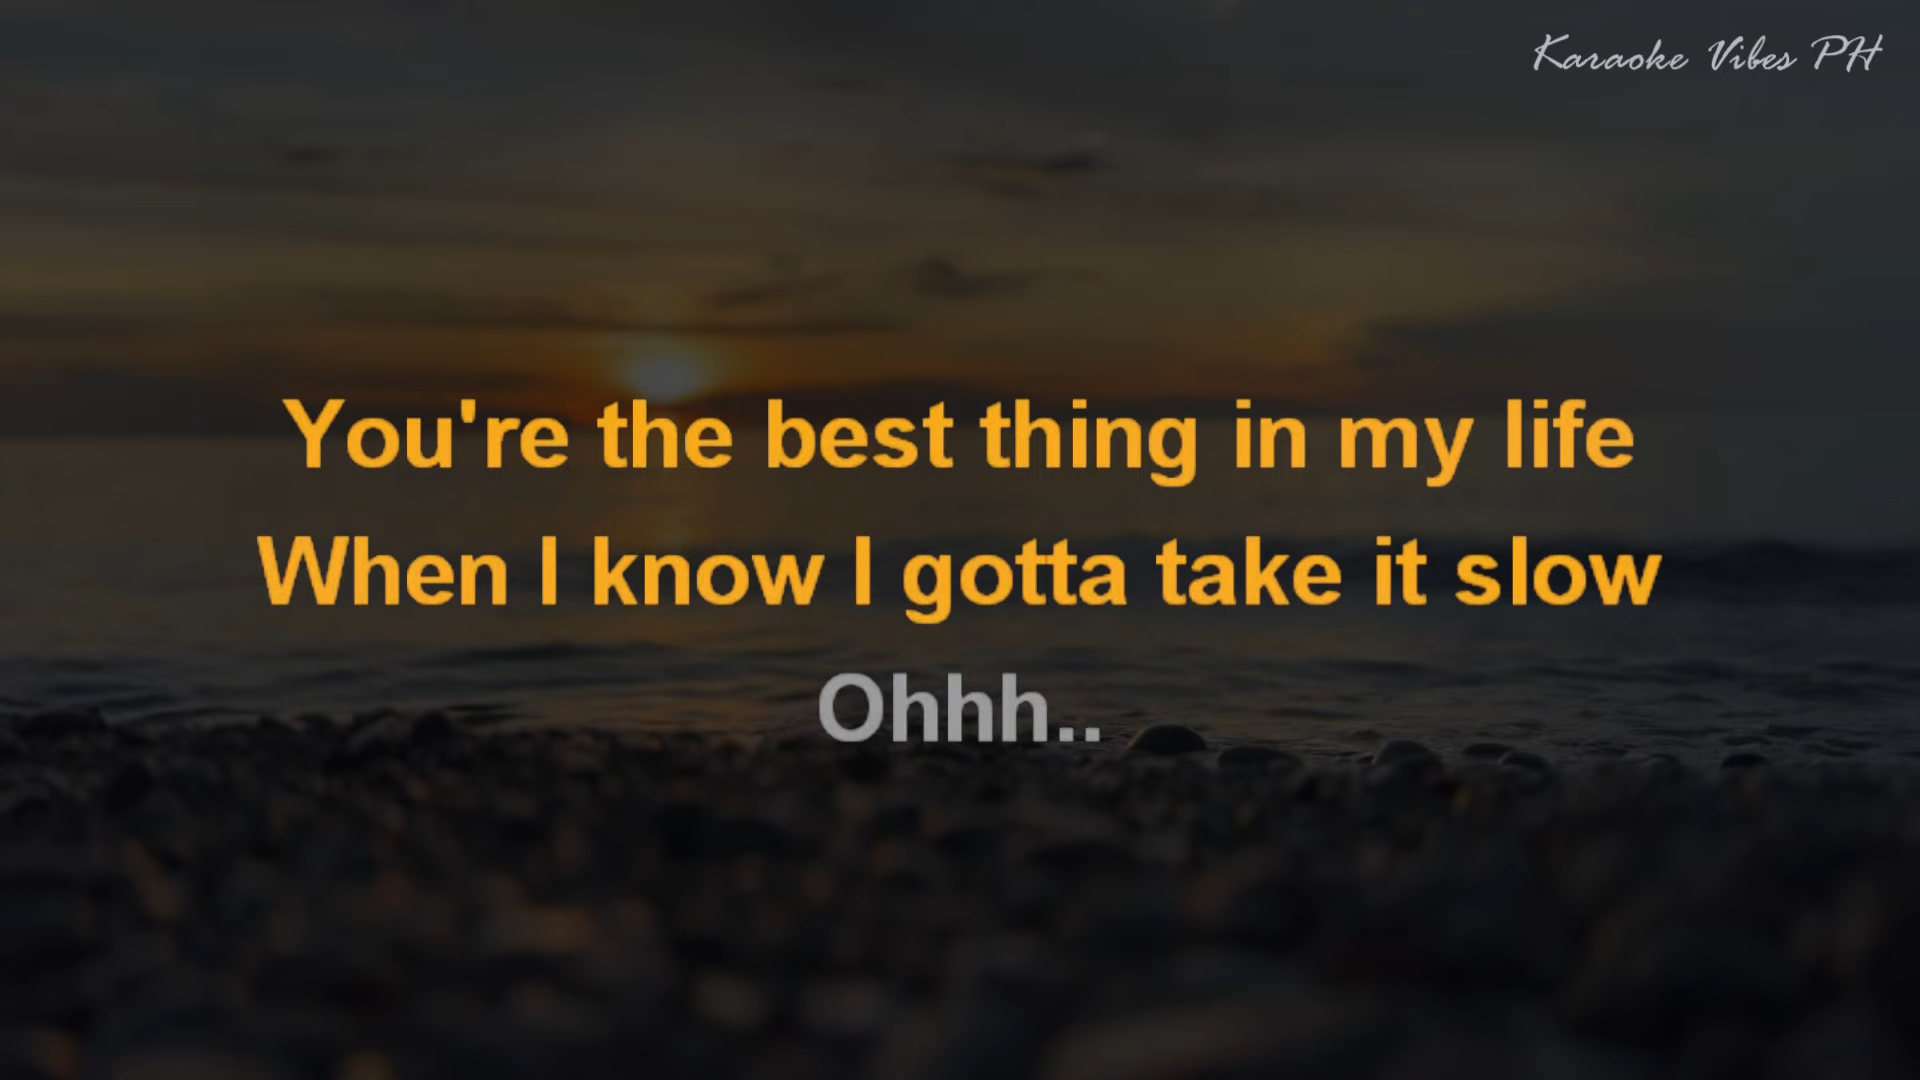 Karaoke Vibes PH
You're the best thing in my life
When I know I gotta take it slow
Ohhh..